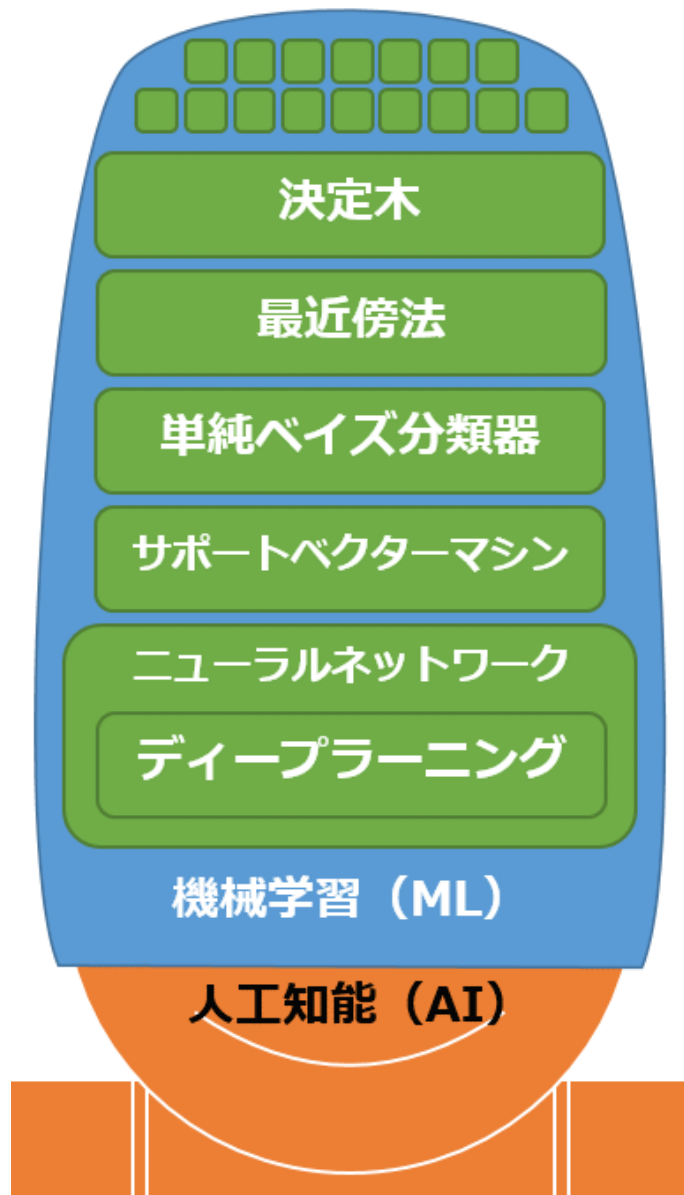 決定木
最近傍法
単純ベイズ分類器
サポートベクターマシン
ニューラルネットワーク
ディープラーニング
機械学習（ML）
人工知能（AI）